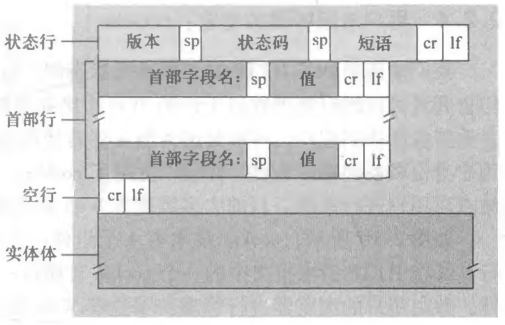 状态行 版本 sp 状态码 sp 短语 cr lf
首部字段名: sp 值 cr lf
首部行
首部字段名: sp 值 cr lf
空行 cr lf
实体体